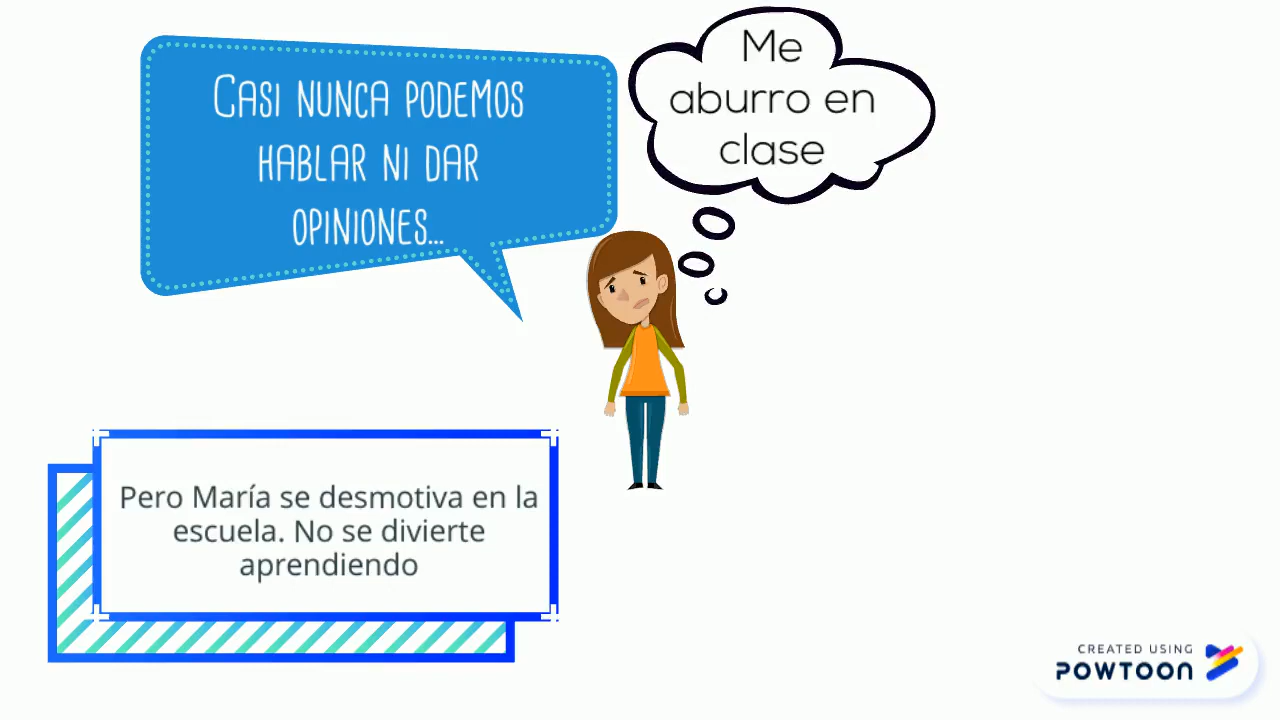 Casi nunca podemos
hablar ni dar
opiniones...
Me
aburro en
clase
Pero María se desmotiva en la
escuela. No se divierte
aprendiendo
CREATED USING
POWTOON